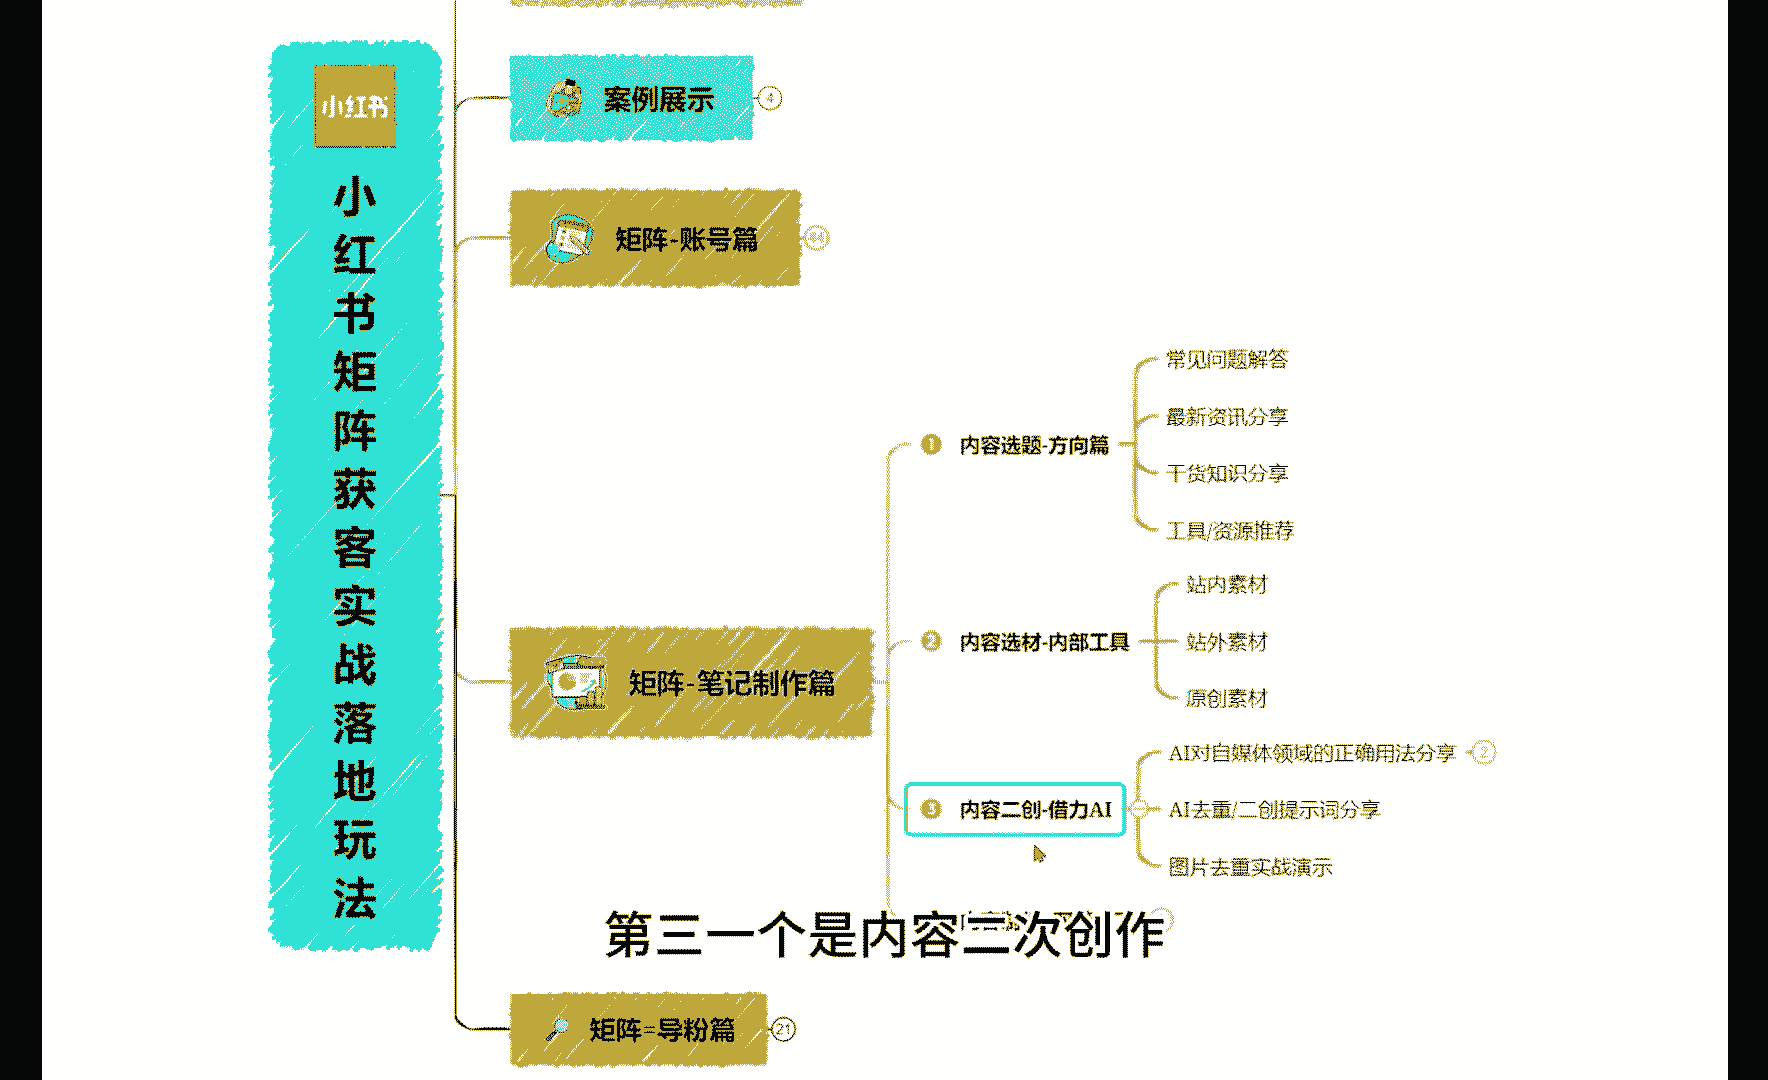 小红书
小红书矩阵获客实战落地玩法
案例展示
4
矩阵-账号篇
44
矩阵-笔记制作篇
1 内容选题-方向篇
常见问题解答
最新资讯分享
干货知识分享
工具/资源推荐
2 内容选材-内部工具
站内素材
站外素材
原创素材
3 内容二创-借力AI
AI对自媒体领域的正确用法分享
2
AI去重/二创提示词分享
图片去重实战演示
第三一个是内容二次创作
矩阵=导粉篇
21